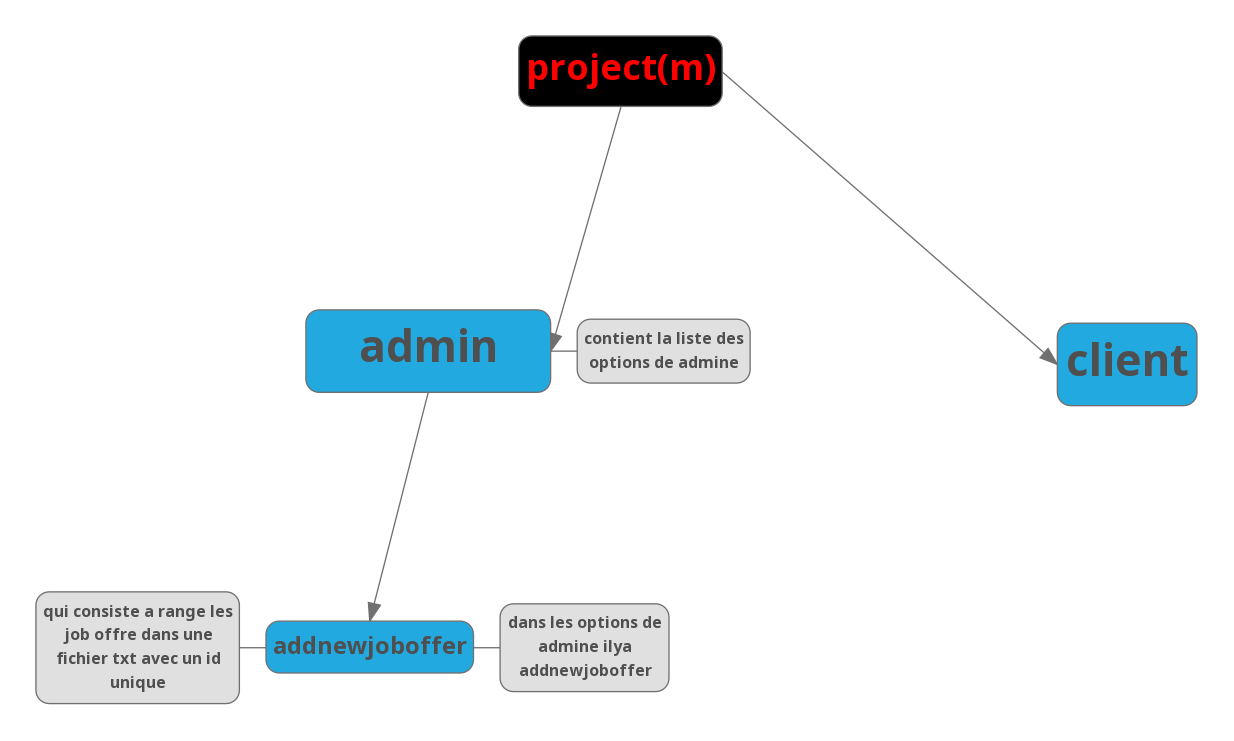 project(m)
admin
contient la liste des
options de admine
client
qui consiste a range les
job offre dans une
fichier txt avec un id
unique
addnewjoboffer
dans les options de
admine ilya
addnewjoboffer